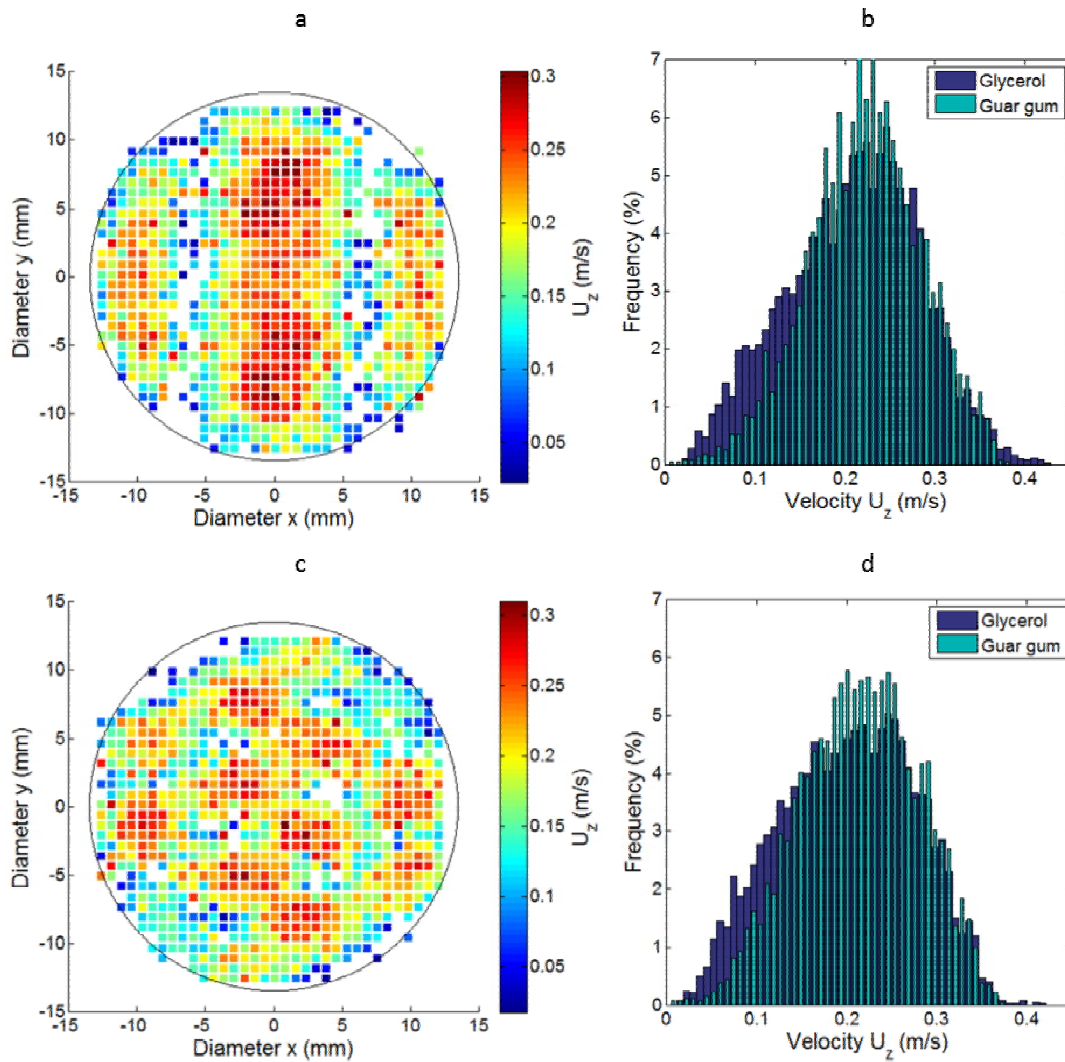 a
b
15
10
5
0
-5
-10
-15
-15 -10 -5 0 5 10 15
Diameter y (mm)
Diameter x (mm)
0.3
0.25
0.2
0.15
0.1
0.05
U_z (m/s)
7
6
5
4
3
2
1
0
0 0.1 0.2 0.3 0.4
Frequency (%)
Velocity U_z (m/s)
Glycerol
Guar gum
c
d
15
10
5
0
-5
-10
-15
-15 -10 -5 0 5 10 15
Diameter y (mm)
Diameter x (mm)
0.3
0.25
0.2
0.15
0.1
0.05
U_z (m/s)
7
6
5
4
3
2
1
0
0 0.1 0.2 0.3 0.4
Frequency (%)
Velocity U_z (m/s)
Glycerol
Guar gum